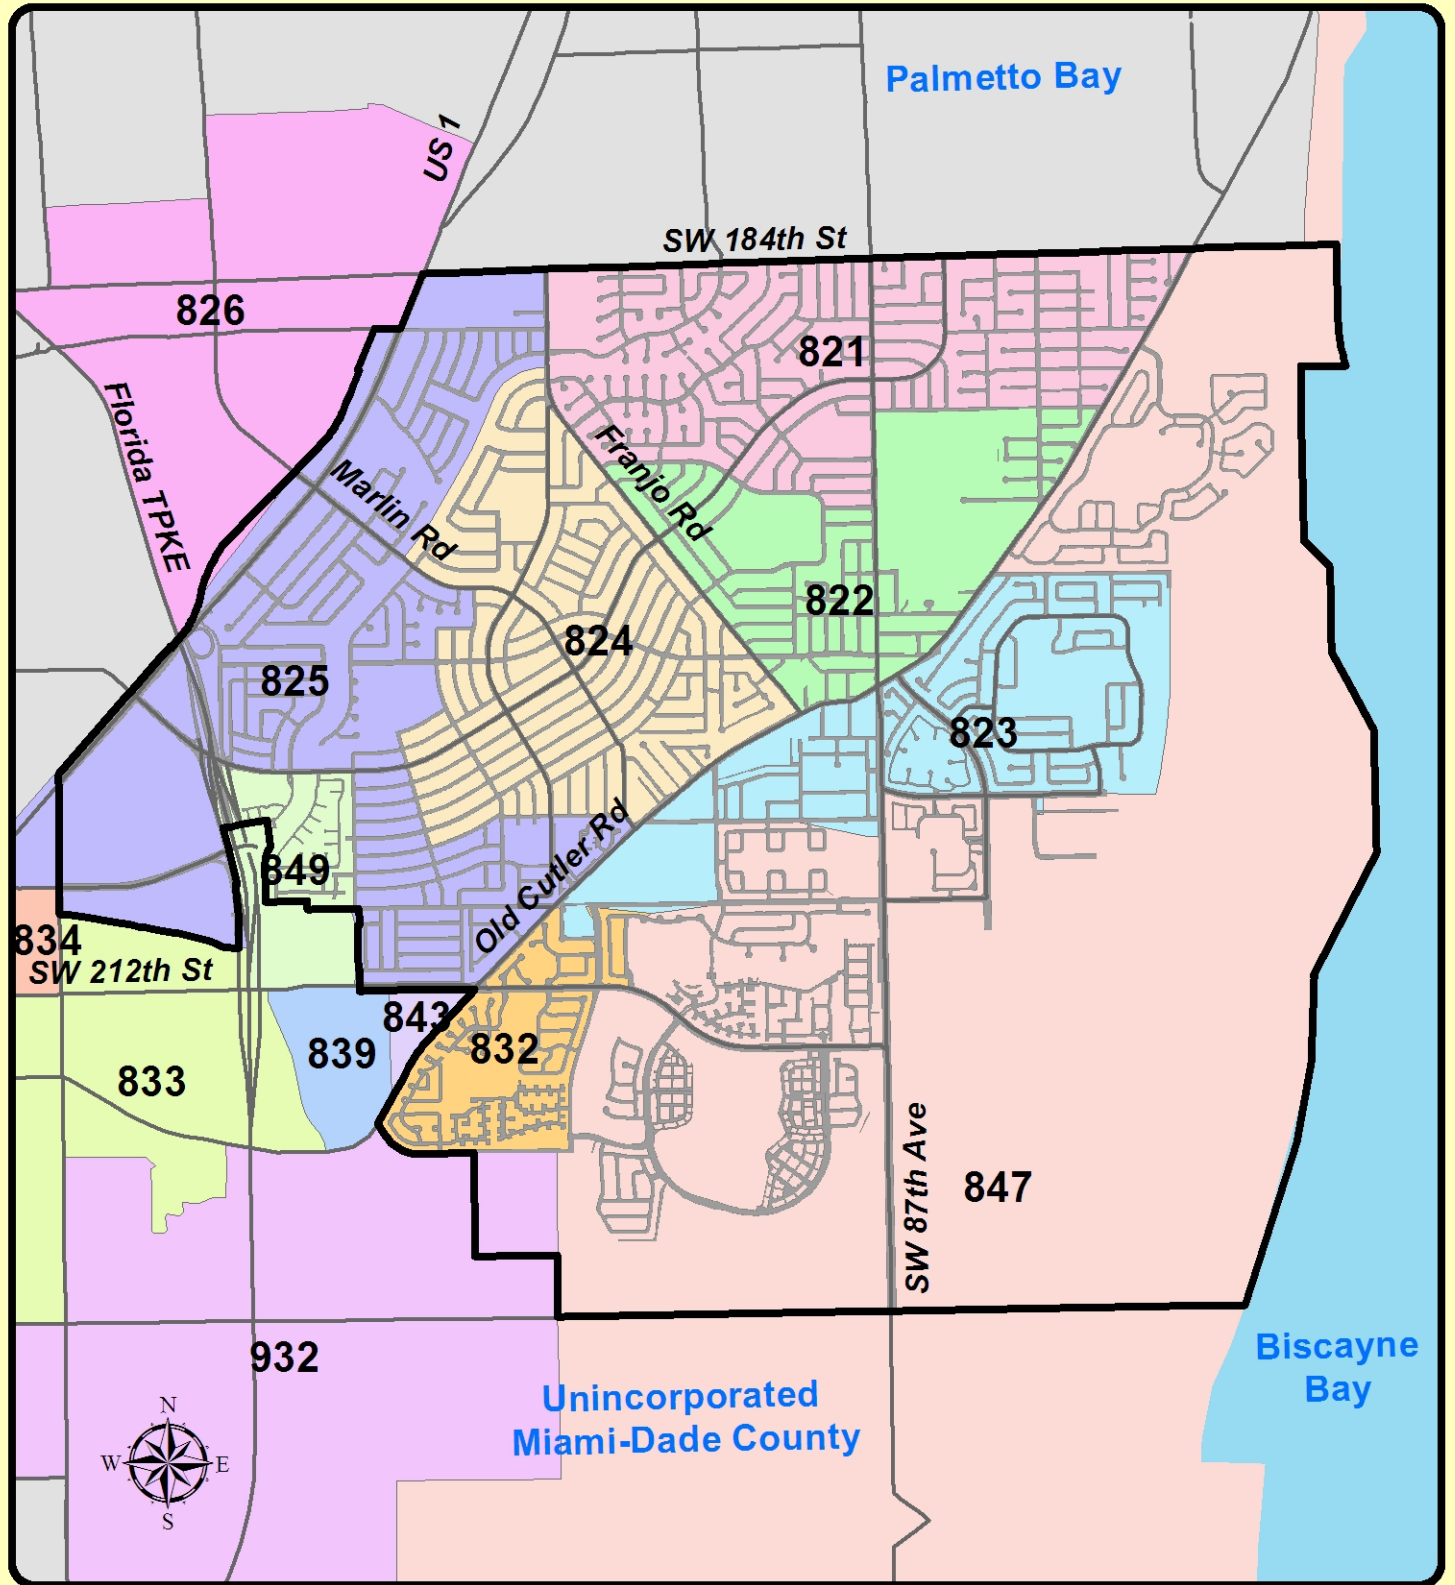 Palmetto Bay
US 1
SW 184th St
826
821
Florida TPKE
Marlin Rd
Franjo Rd
822
824
825
823
849
Old Cutler Rd
834
SW 212th St
843
839
832
833
SW 87th Ave
847
932
Biscayne
Bay
Unincorporated
Miami-Dade County
N
W
E
S